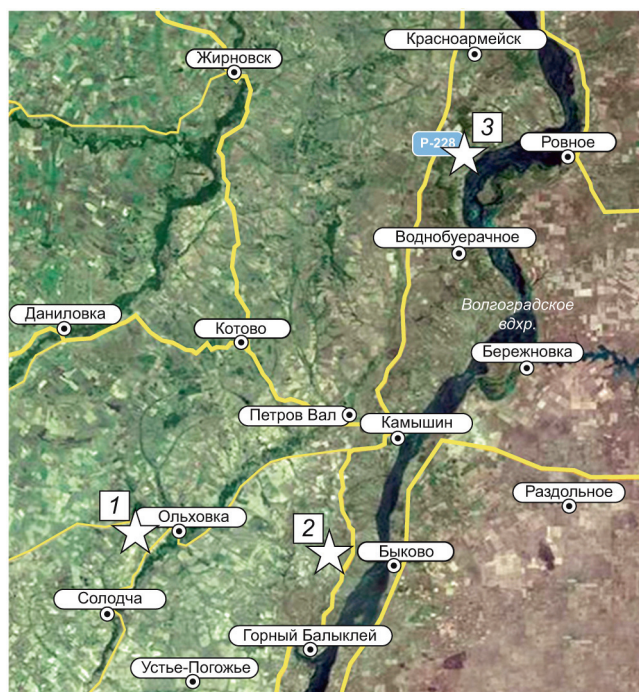 Красноармейск
Жирновск
3
Р-228
Ровное
Воднобуерачное
Волгоградское
вдхр.
Даниловка
Котово
Бережновка
Петров Вал
Камышин
Раздольное
1
Ольховка
2
Быково
Солодча
Горный Балыклей
Устье-Погожье